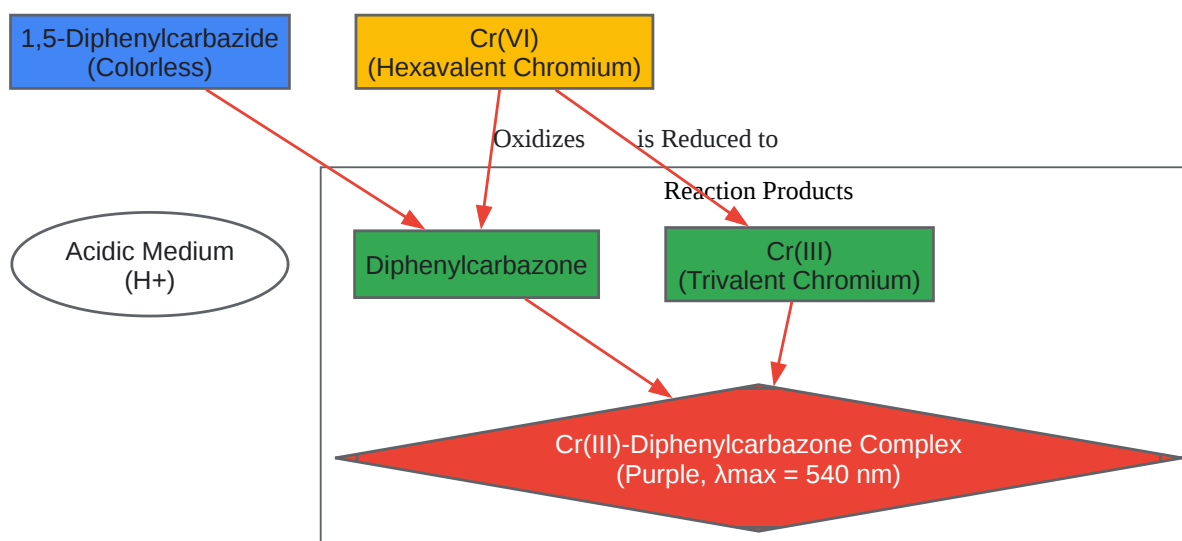 1,5-Diphenylcarbazide
(Colorless)
Cr(VI)
(Hexavalent Chromium)
Oxidizes
is Reduced to
Reaction Products
Acidic Medium
(H+)
Diphenylcarbazone
Cr(III)
(Trivalent Chromium)
Cr(III)-Diphenylcarbazone Complex
(Purple, λmax = 540 nm)